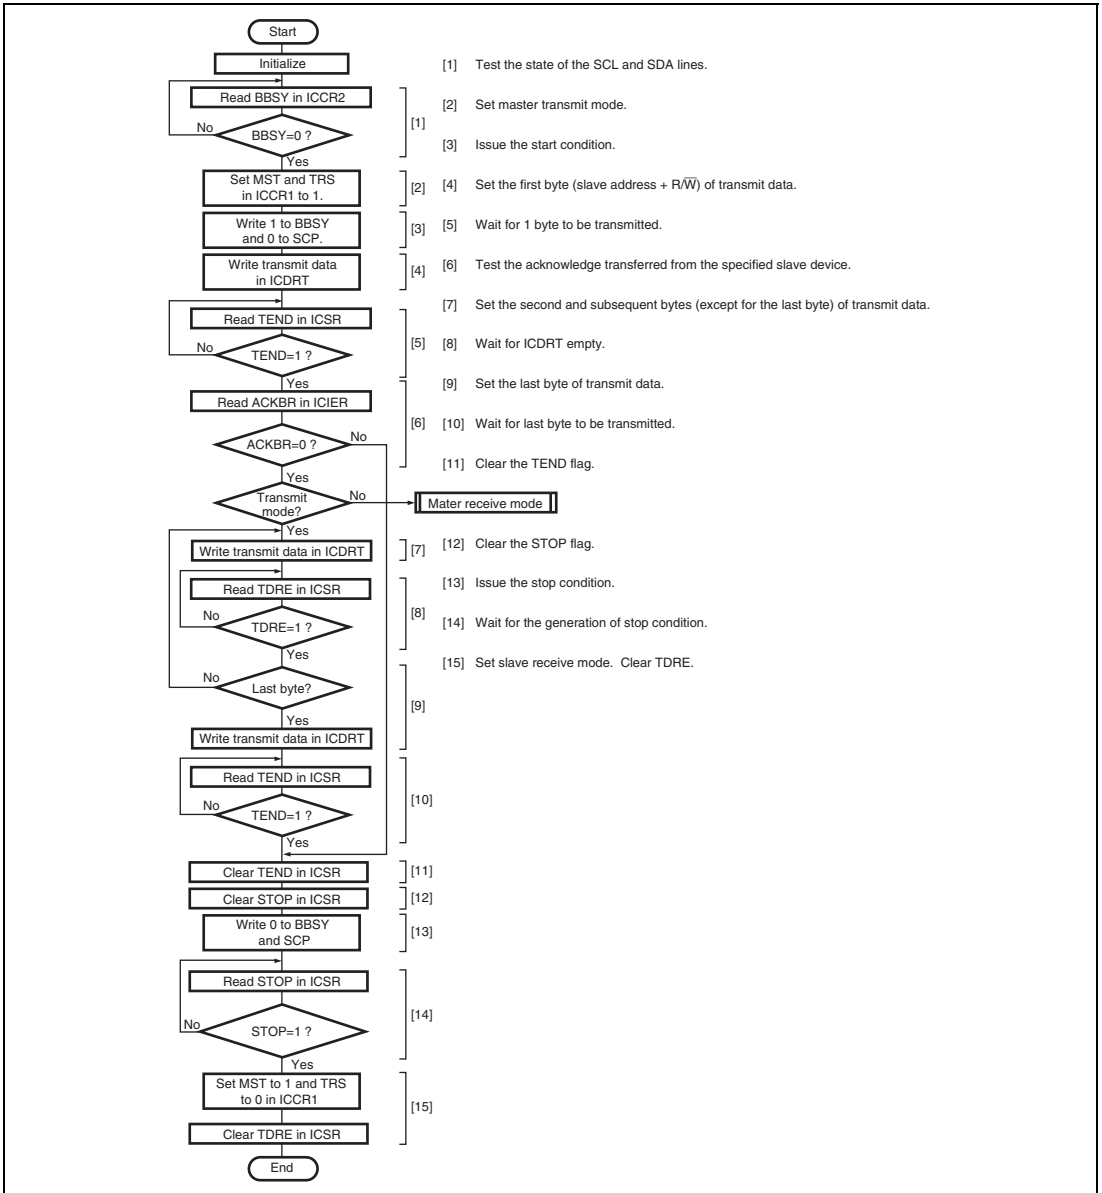 Start
Initialize
Read BBSY in ICCR2
No
BBSY=0 ?
[1]
Yes
Set MST and TRS
in ICCR1 to 1.
[2]
Write 1 to BBSY
and 0 to SCP.
[3]
Write transmit data
in ICDRT
[4]
Read TEND in ICSR
No
TEND=1 ?
[5]
Yes
Read ACKBR in ICIER
[6]
No
ACKBR=0 ?
Yes
Transmit
mode?
No
Mater receive mode
Yes
Write transmit data in ICDRT
[7]
Read TDRE in ICSR
No
TDRE=1 ?
[8]
Yes
No
Last byte?
[9]
Yes
Write transmit data in ICDRT
Read TEND in ICSR
No
TEND=1 ?
[10]
Yes
Clear TEND in ICSR
[11]
Clear STOP in ICSR
[12]
Write 0 to BBSY
and SCP
[13]
Read STOP in ICSR
No
STOP=1 ?
[14]
Yes
Set MST to 1 and TRS
to 0 in ICCR1
[15]
Clear TDRE in ICSR
End
[1] Test the state of the SCL and SDA lines.
[2] Set master transmit mode.
[3] Issue the start condition.
[4] Set the first byte (slave address + R/W̅) of transmit data.
[5] Wait for 1 byte to be transmitted.
[6] Test the acknowledge transferred from the specified slave device.
[7] Set the second and subsequent bytes (except for the last byte) of transmit data.
[8] Wait for ICDRT empty.
[9] Set the last byte of transmit data.
[10] Wait for last byte to be transmitted.
[11] Clear the TEND flag.
[12] Clear the STOP flag.
[13] Issue the stop condition.
[14] Wait for the generation of stop condition.
[15] Set slave receive mode. Clear TDRE.